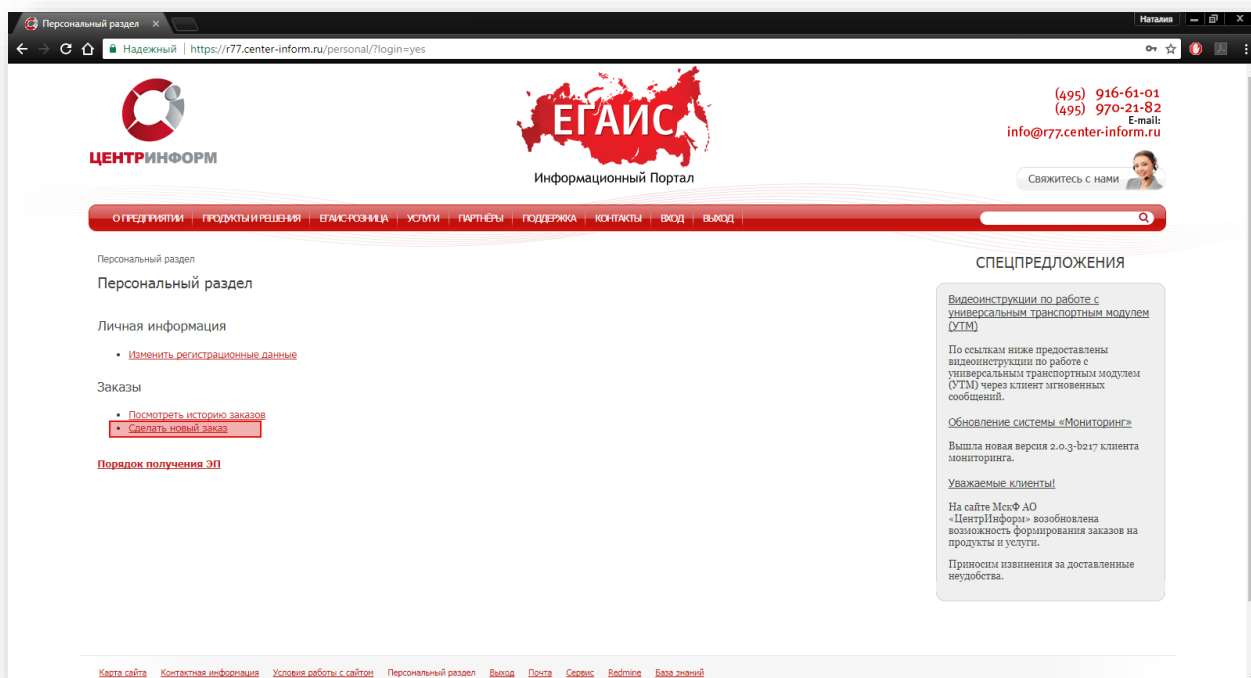 Персональный раздел
Наталия
Надежный | https://r77.center-inform.ru/personal/?login=yes
ЦЕНТРИНФОРМ
ЕГАИС
Информационный Портал
(495) 916-61-01
(495) 970-21-82
E-mail:
info@r77.center-inform.ru
Свяжитесь с нами
О ПРЕДПРИЯТИИ ПРОДУКТЫ И РЕШЕНИЯ ЕГАИС-РОЗНИЦА УСЛУГИ ПАРТНЁРЫ ПОДДЕРЖКА КОНТАКТЫ ВХОД ВЫХОД
Персональный раздел
Персональный раздел
Личная информация
Изменить регистрационные данные
Заказы
Посмотреть историю заказов
Сделать новый заказ
Порядок получения ЭП
СПЕЦПРЕДЛОЖЕНИЯ
Видеоинструкции по работе с
универсальным транспортным модулем
(УТМ)
По ссылкам ниже предоставлены
видеоинструкции по работе с
универсальным транспортным модулем
(УТМ) через клиент мгновенных
сообщений.
Обновление системы «Мониторинг»
Вышла новая версия 2.0.3-b217 клиента
мониторинга.
Уважаемые клиенты!
На сайте МскФ АО
«ЦентрИнформ» возобновлена
возможность формирования заказов на
продукты и услуги.
Приносим извинения за доставленные
неудобства.
Карта сайта Контактная информация Условия работы с сайтом Персональный раздел Выход Почта Сервис Redmine База знаний